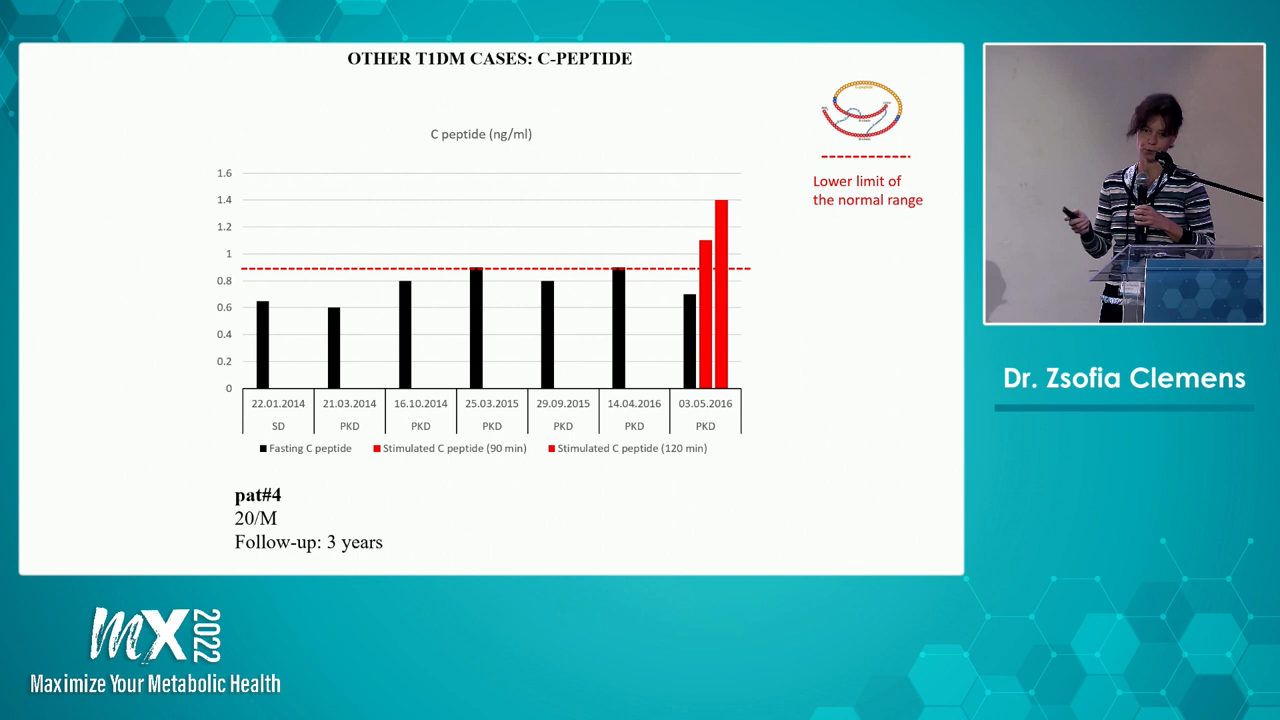 OTHER T1DM CASES: C-PEPTIDE
C peptide (ng/ml)
1.6
1.4
1.2
1
0.8
0.6
0.4
0.2
0
22.01.2014 21.03.2014 16.10.2014 25.03.2015 29.09.2015 14.04.2016 03.05.2016
SD PKD PKD PKD PKD PKD PKD
Fasting C peptide Stimulated C peptide (90 min) Stimulated C peptide (120 min)
Lower limit of
the normal range
pat#4
20/M
Follow-up: 3 years
Dr. Zsofia Clemens
MX 2022
Maximize Your Metabolic Health